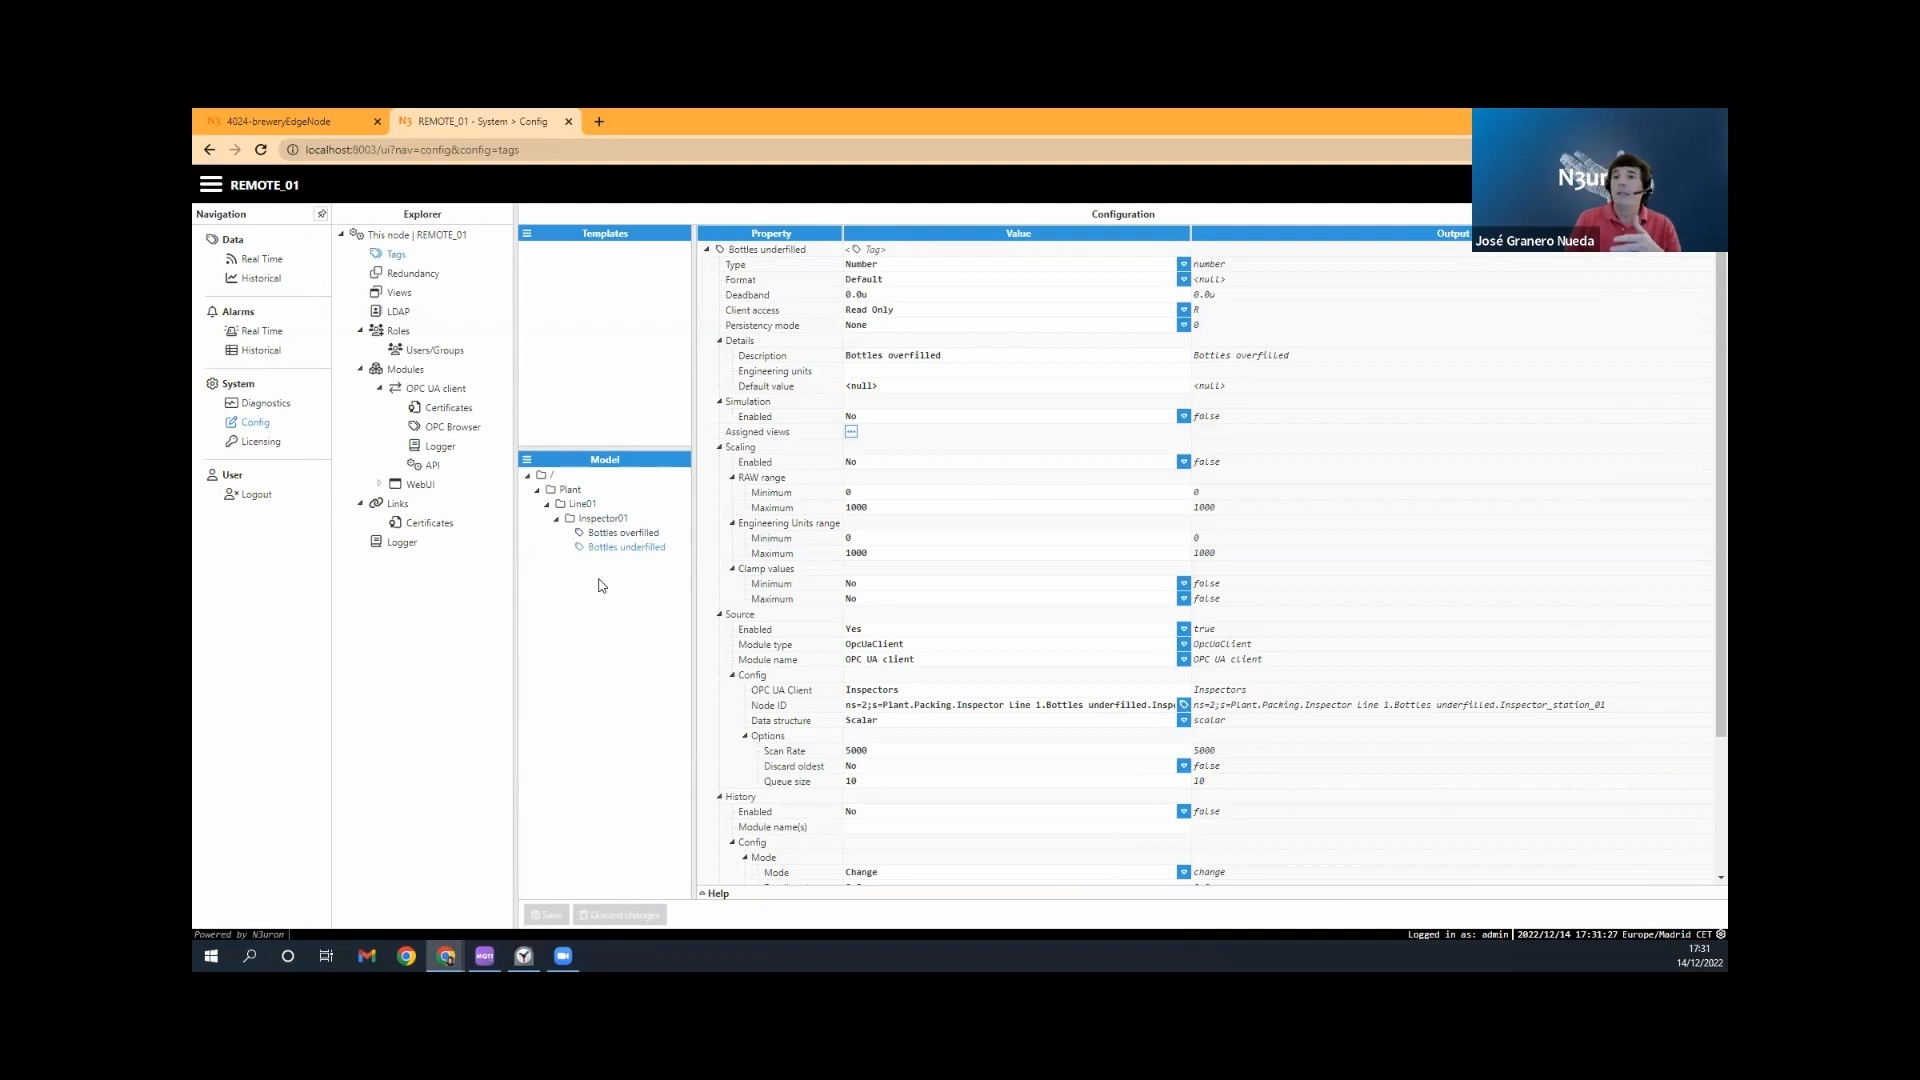 4024-breweryEdgeNode
REMOTE_01 - System > Config
localhost:8003/ui?nav=config&config=tags
REMOTE_01
Navigation
Data
Real Time
Historical
Alarms
Real Time
Historical
System
Diagnostics
Config
Licensing
User
Logout
Explorer
This node | REMOTE_01
Tags
Redundancy
Views
LDAP
Roles
Users/Groups
Modules
OPC UA client
Certificates
OPC Browser
Logger
API
WebUI
Links
Certificates
Logger
Configuration
Templates
Model
/
Plant
Line01
Inspector01
Bottles overfilled
Bottles underfilled
Property Value Output
Bottles underfilled < Tag>
Type Number number
Format Default <null>
Deadband 0.0u 0.0u
Client access Read Only R
Persistency mode None 0
Details
Description Bottles overfilled Bottles overfilled
Engineering units
Default value <null> <null>
Simulation
Enabled No false
Assigned views
Scaling
Enabled No false
RAW range
Minimum 0 0
Maximum 1000 1000
Engineering Units range
Minimum 0 0
Maximum 1000 1000
Clamp values
Minimum No false
Maximum No false
Source
Enabled Yes true
Module type OpcUaClient OpcUaClient
Module name OPC UA client OPC UA client
Config
OPC UA Client Inspectors Inspectors
Node ID ns=2;s=Plant.Packing.Inspector Line 1.Bottles underfilled.Inspe ns=2;s=Plant.Packing.Inspector Line 1.Bottles underfilled.Inspector_station_01
Data structure Scalar scalar
Options
Scan Rate 5000 5000
Discard oldest No false
Queue size 10 10
History
Enabled No false
Module name(s)
Config
Mode
Mode Change change
Help
Save Discard changes
N3ur
José Granero Nueda
Powered by N3uron
Logged in as: admin | 2022/12/14 17:31:27 Europe/Madrid CET
MQTT
17:31
14/12/2022